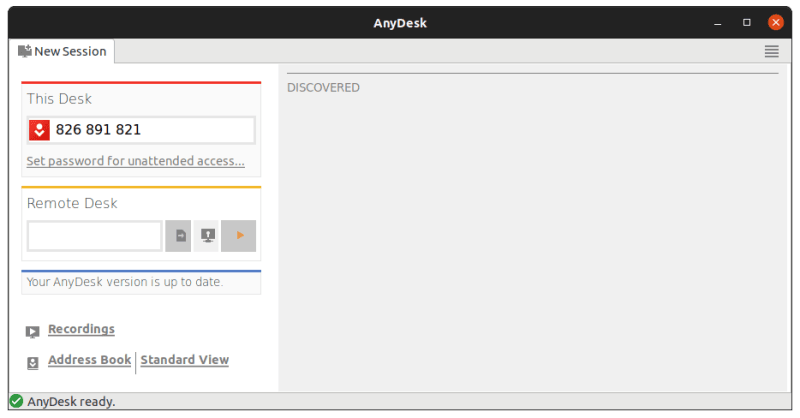 AnyDesk
New Session
This Desk
826 891 821
Set password for unattended access...
Remote Desk
Your AnyDesk version is up to date.
Recordings
Address Book
Standard View
DISCOVERED
AnyDesk ready.